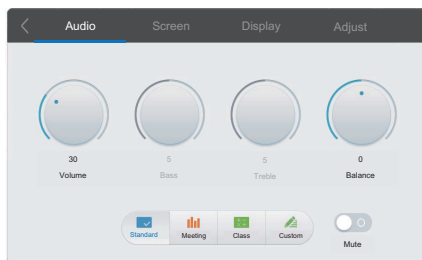 Audio Screen Display Adjust
30 5 5 0
Volume Bass Treble Balance
Standard Meeting Class Custom
Mute